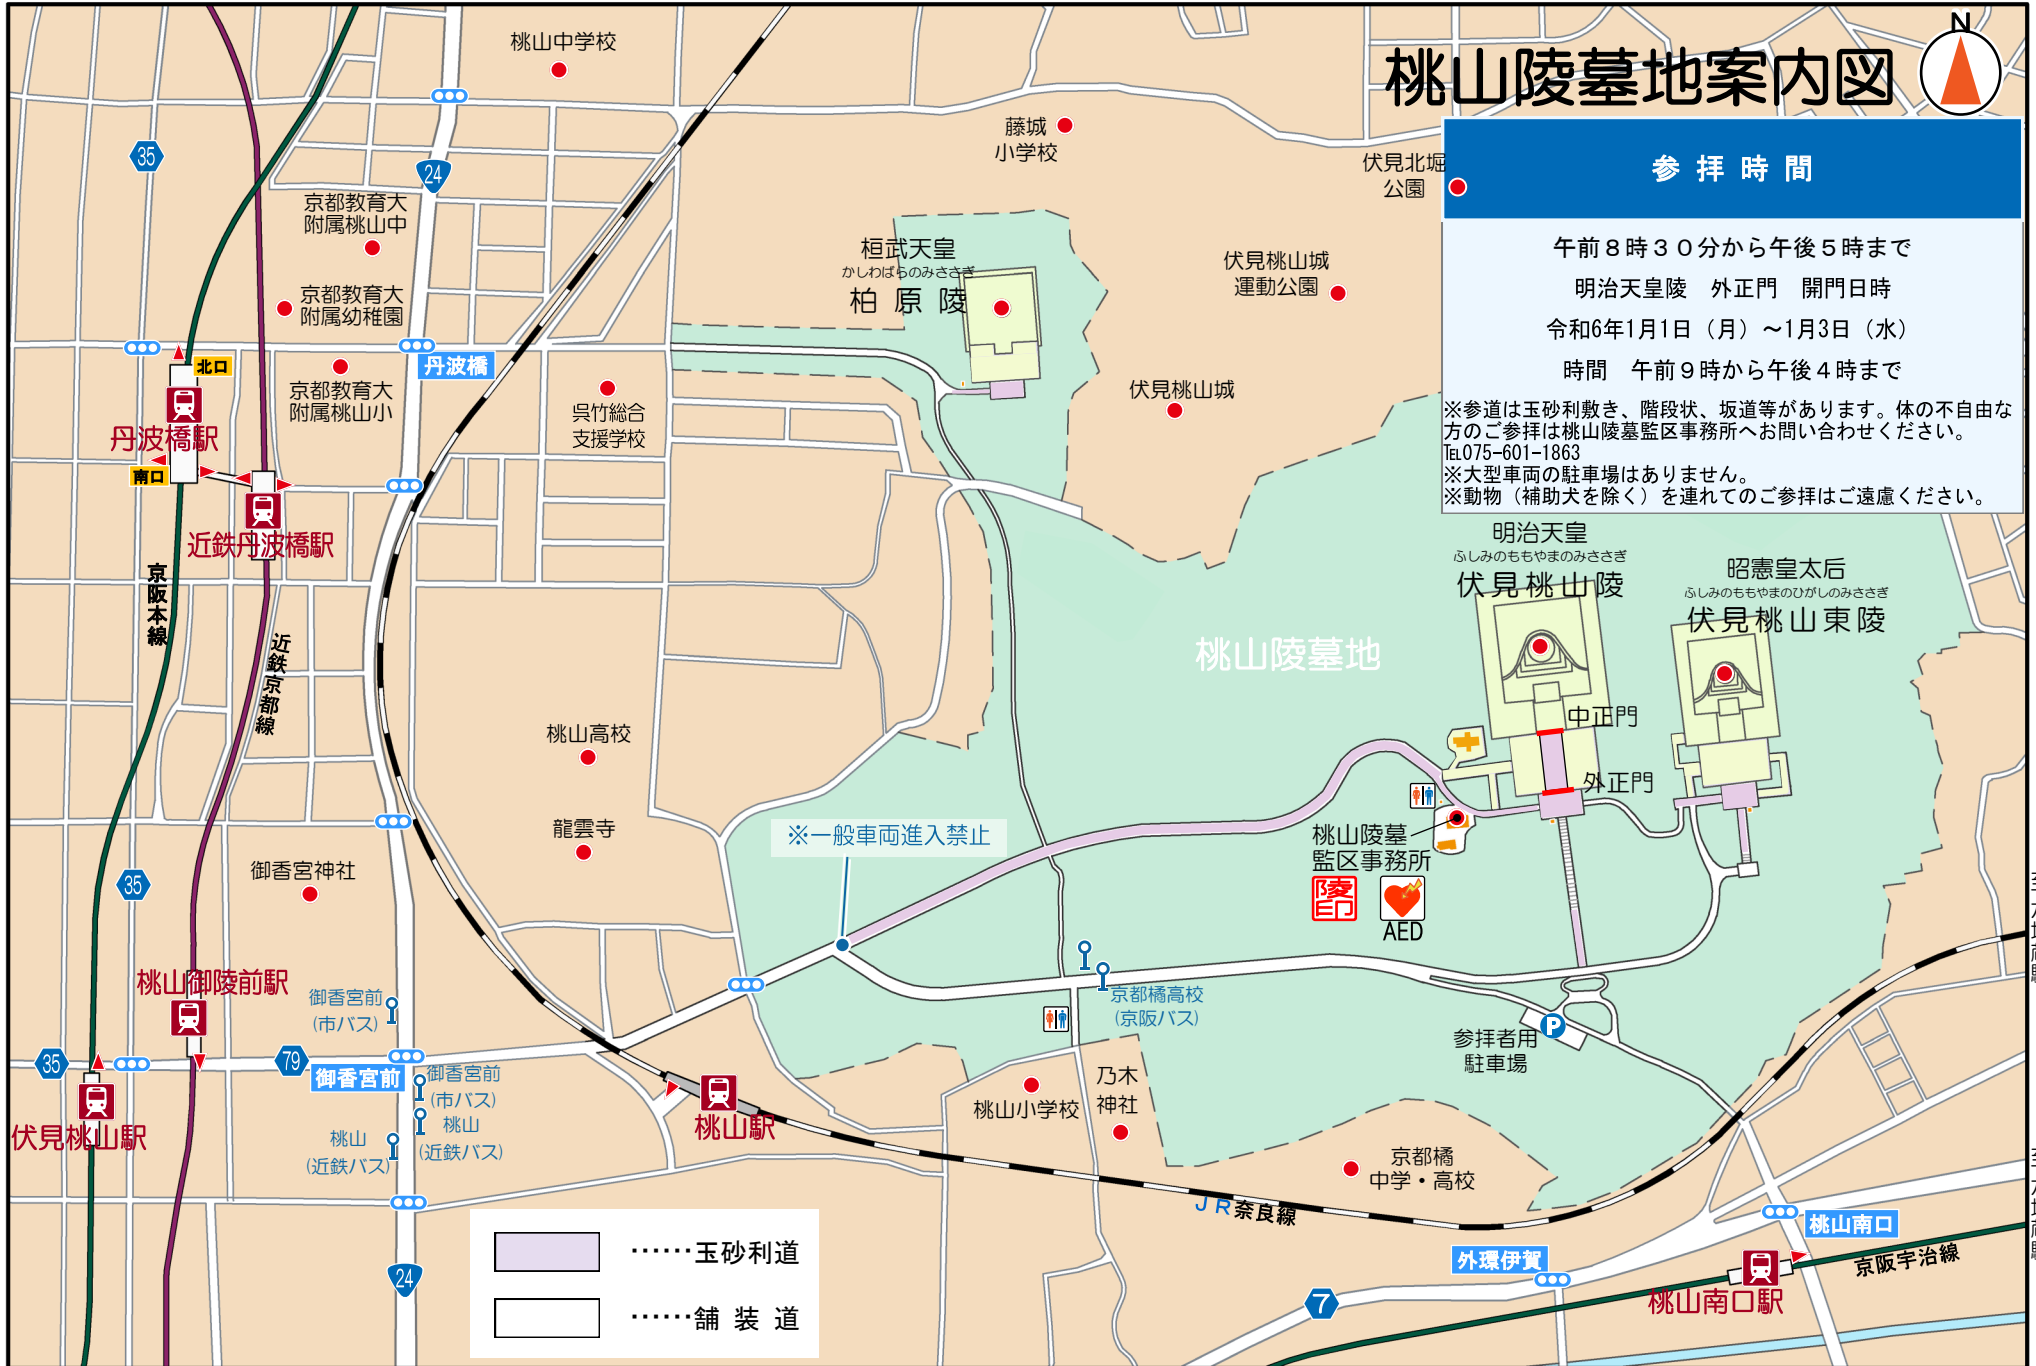 桃山陵墓地案内図
N
参拝時間
午前８時３０分から午後５時まで
明治天皇陵　外正門　開門日時
令和6年1月1日（月）～1月3日（水）
時間　午前９時から午後４時まで
※参道は玉砂利敷き、階段状、坂道等があります。体の不自由な
方のご参拝は桃山陵墓監区事務所へお問い合わせください。
℡075-601-1863
※大型車両の駐車場はありません。
※動物（補助犬を除く）を連れてのご参拝はご遠慮ください。
桃山中学校
藤城
小学校
伏見北堀
公園
35
24
京都教育大
附属桃山中
京都教育大
附属幼稚園
京都教育大
附属桃山小
桓武天皇
かしわばらのみささぎ
柏原陵
伏見桃山城
運動公園
伏見桃山城
丹波橋
北口
丹波橋駅
南口
近鉄丹波橋駅
呉竹総合
支援学校
京阪本線
近鉄京都線
明治天皇
ふしみのももやまのみささぎ
伏見桃山陵
昭憲皇太后
ふしみのももやまのひがしのみささぎ
伏見桃山東陵
桃山陵墓地
中正門
外正門
桃山高校
龍雲寺
※一般車両進入禁止
桃山陵墓
監区事務所
陵印
AED
35
御香宮神社
桃山御陵前駅
御香宮前
(市バス)
京都橘高校
(京阪バス)
参拝者用
駐車場
P
35
79
御香宮前
御香宮前
(市バス)
桃山
(近鉄バス)
桃山
(近鉄バス)
伏見桃山駅
桃山駅
桃山小学校
乃木
神社
京都橘
中学・高校
ＪＲ奈良線
24
……玉砂利道
……舗装道
外環伊賀
7
桃山南口
桃山南口駅
京阪宇治線